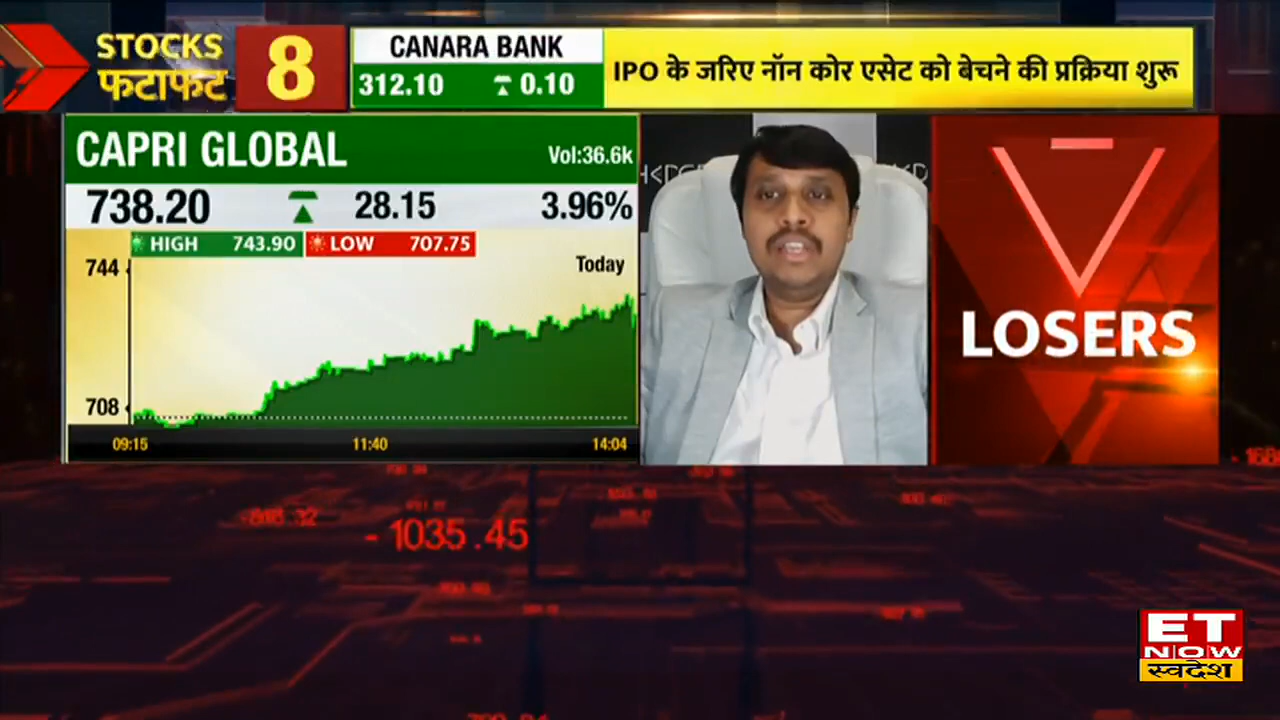 STOCKS
फटाफट
8
CANARA BANK
312.10 0.10
IPO के जरिए नॉन कोर एसेट को बेचने की प्रक्रिया शुरू
CAPRI GLOBAL Vol:36.6k
738.20 28.15 3.96%
HIGH 743.90 LOW 707.75
Today
744
708
09:15 11:40 14:04
LOSERS
- 1035.45
ET
NOW
स्वदेश